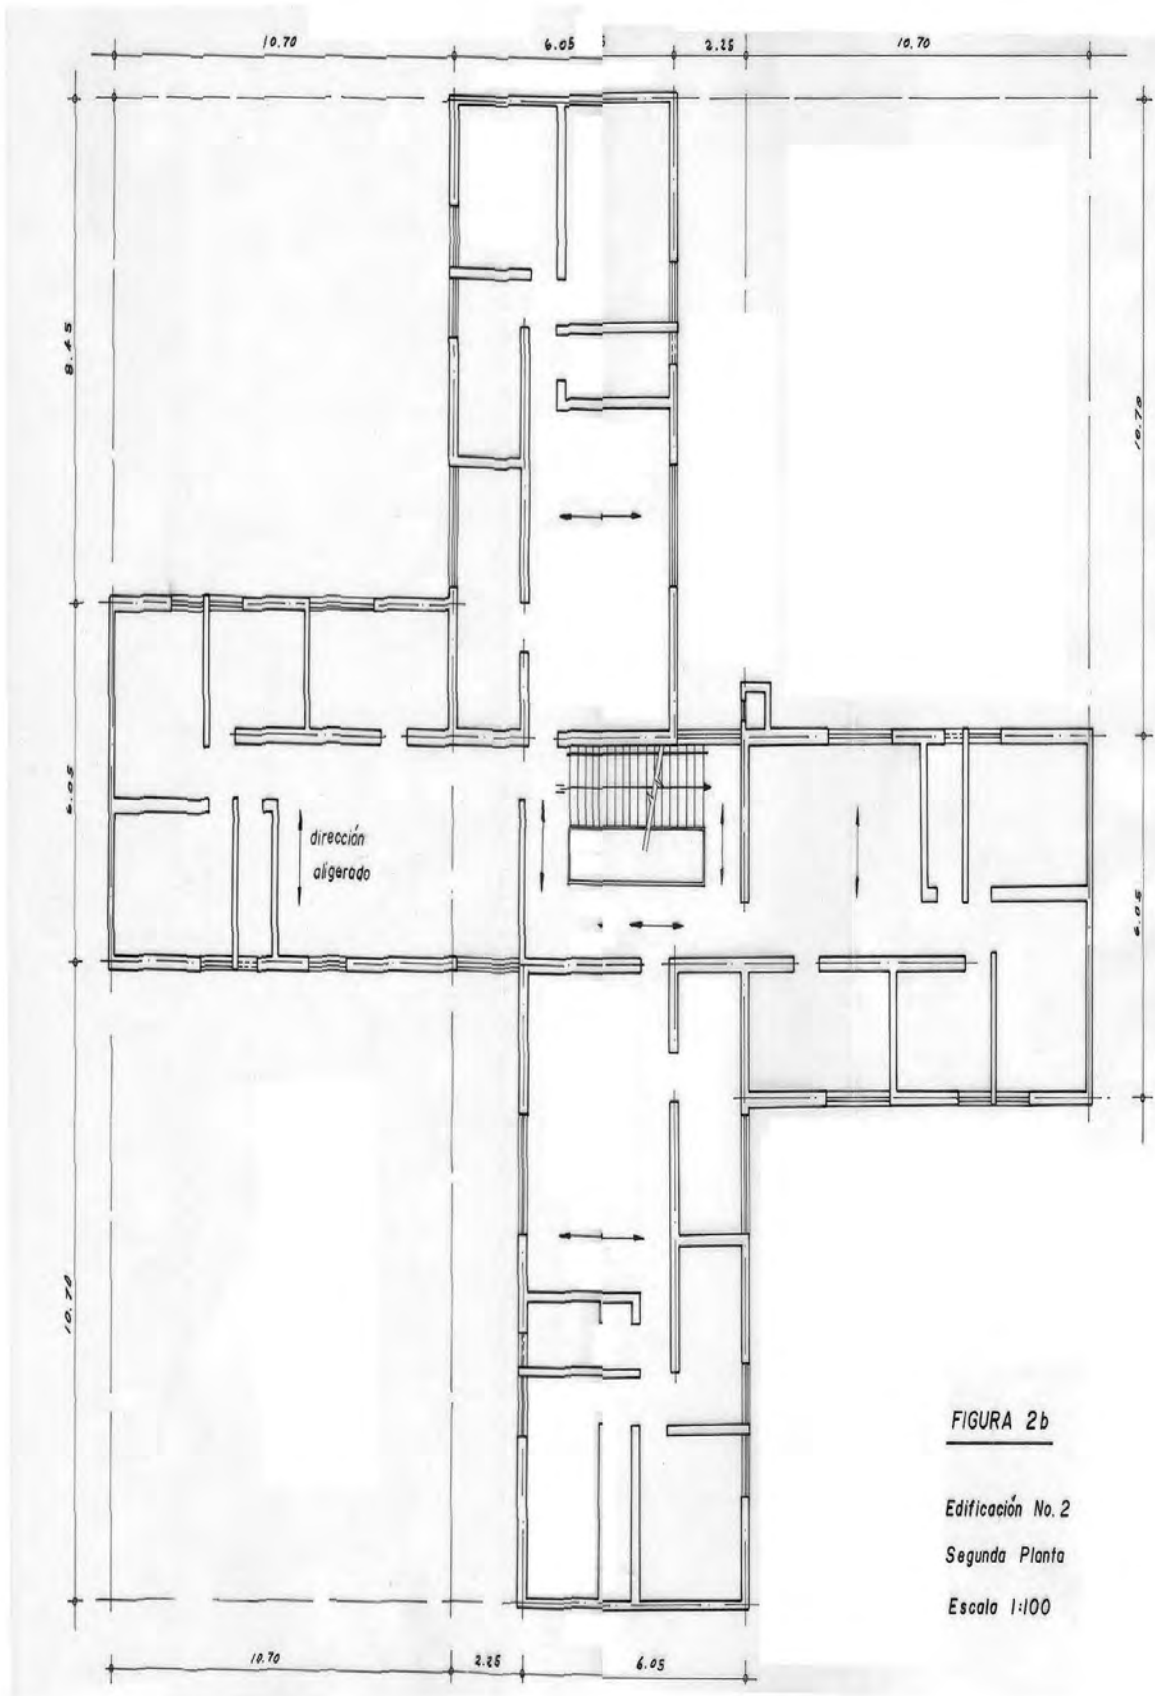 10.70
6.05
2.25
10.70
8.45
10.70
6.05
dirección
aligerado
6.05
10.70
FIGURA 2b
Edificación No. 2
Segunda Planta
Escala 1:100
10.70
2.25
6.05